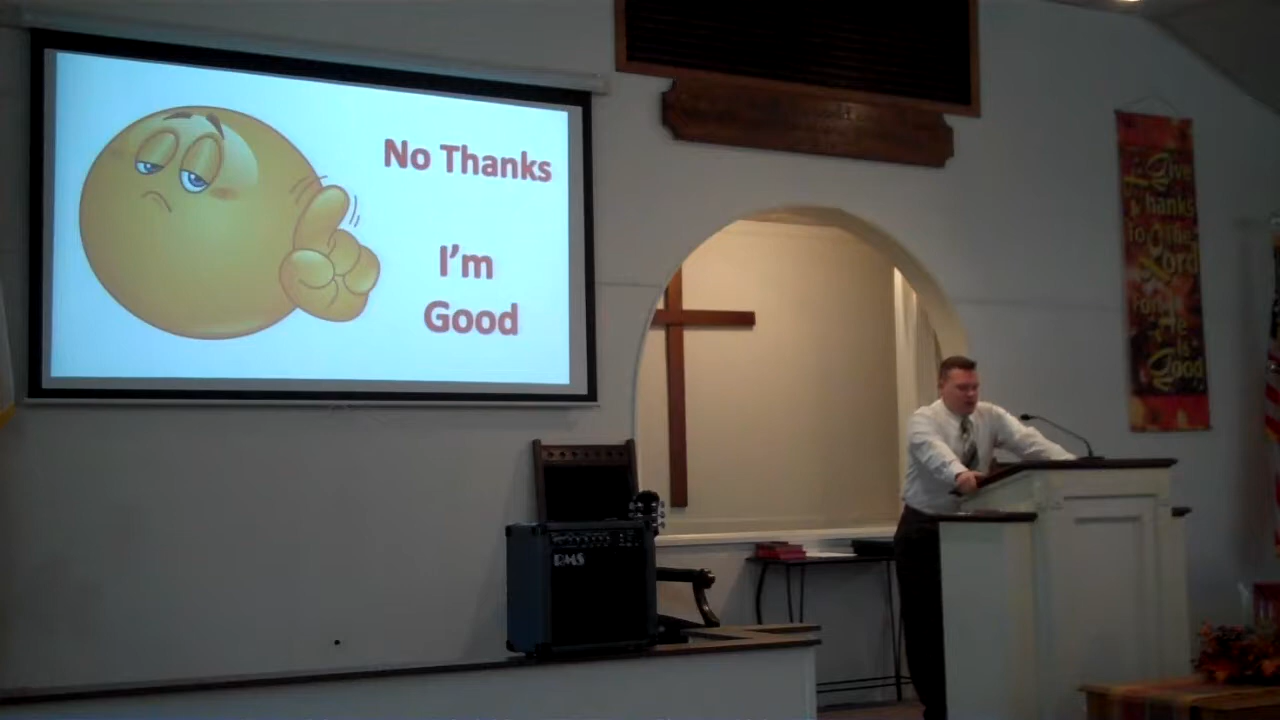 No Thanks
I'm
Good
RMS
Give
Thanks
to the
Lord
For
He
is
Good